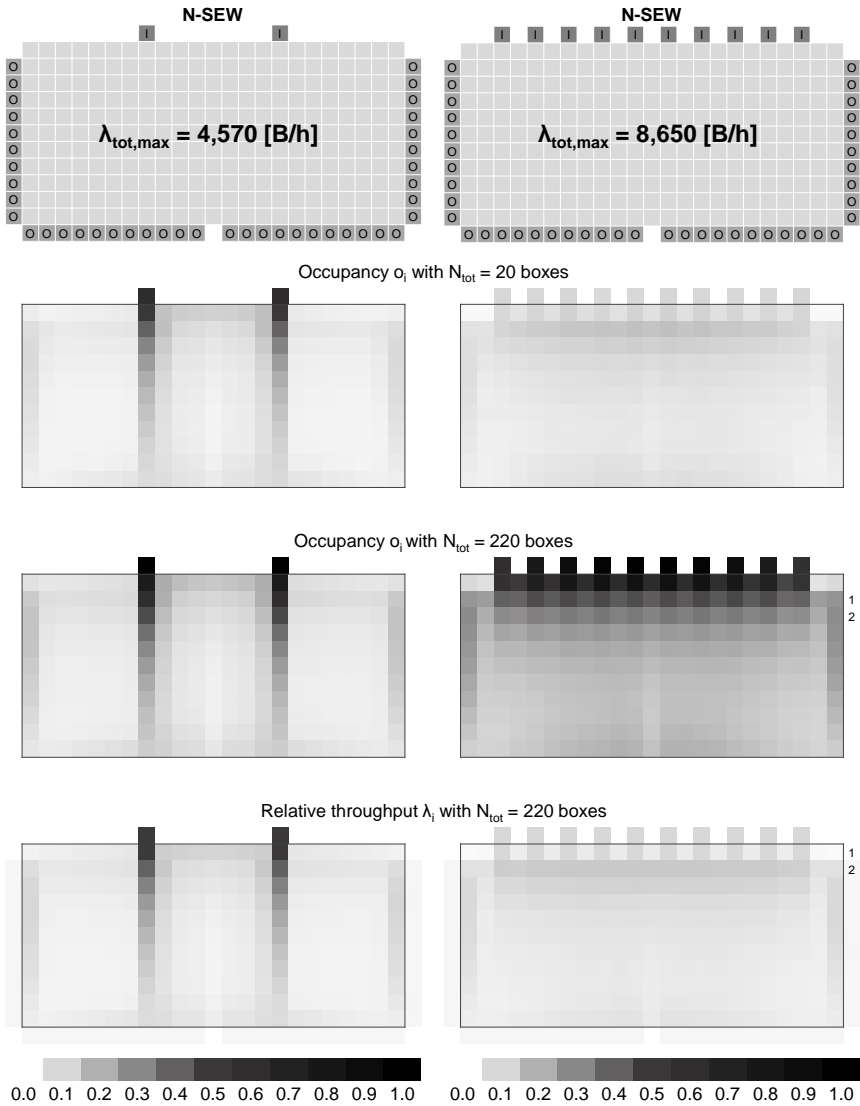 N-SEW N-SEW
I I I I I I I I I I I I
O O O O
O O O O
O O O O
O O O O
O λtot,max = 4,570 [B/h] O O λtot,max = 8,650 [B/h] O
O O O O
O O O O
O O O O
O O O O
O O O O
O O O O O O O O O O O O O O O O O O O O O O O O O O O O O O O O O O O O O O O O O O O O
Occupancy oi with Ntot = 20 boxes
Occupancy oi with Ntot = 220 boxes
1
2
Relative throughput λi with Ntot = 220 boxes
1
2
0.0 0.1 0.2 0.3 0.4 0.5 0.6 0.7 0.8 0.9 1.0 0.0 0.1 0.2 0.3 0.4 0.5 0.6 0.7 0.8 0.9 1.0